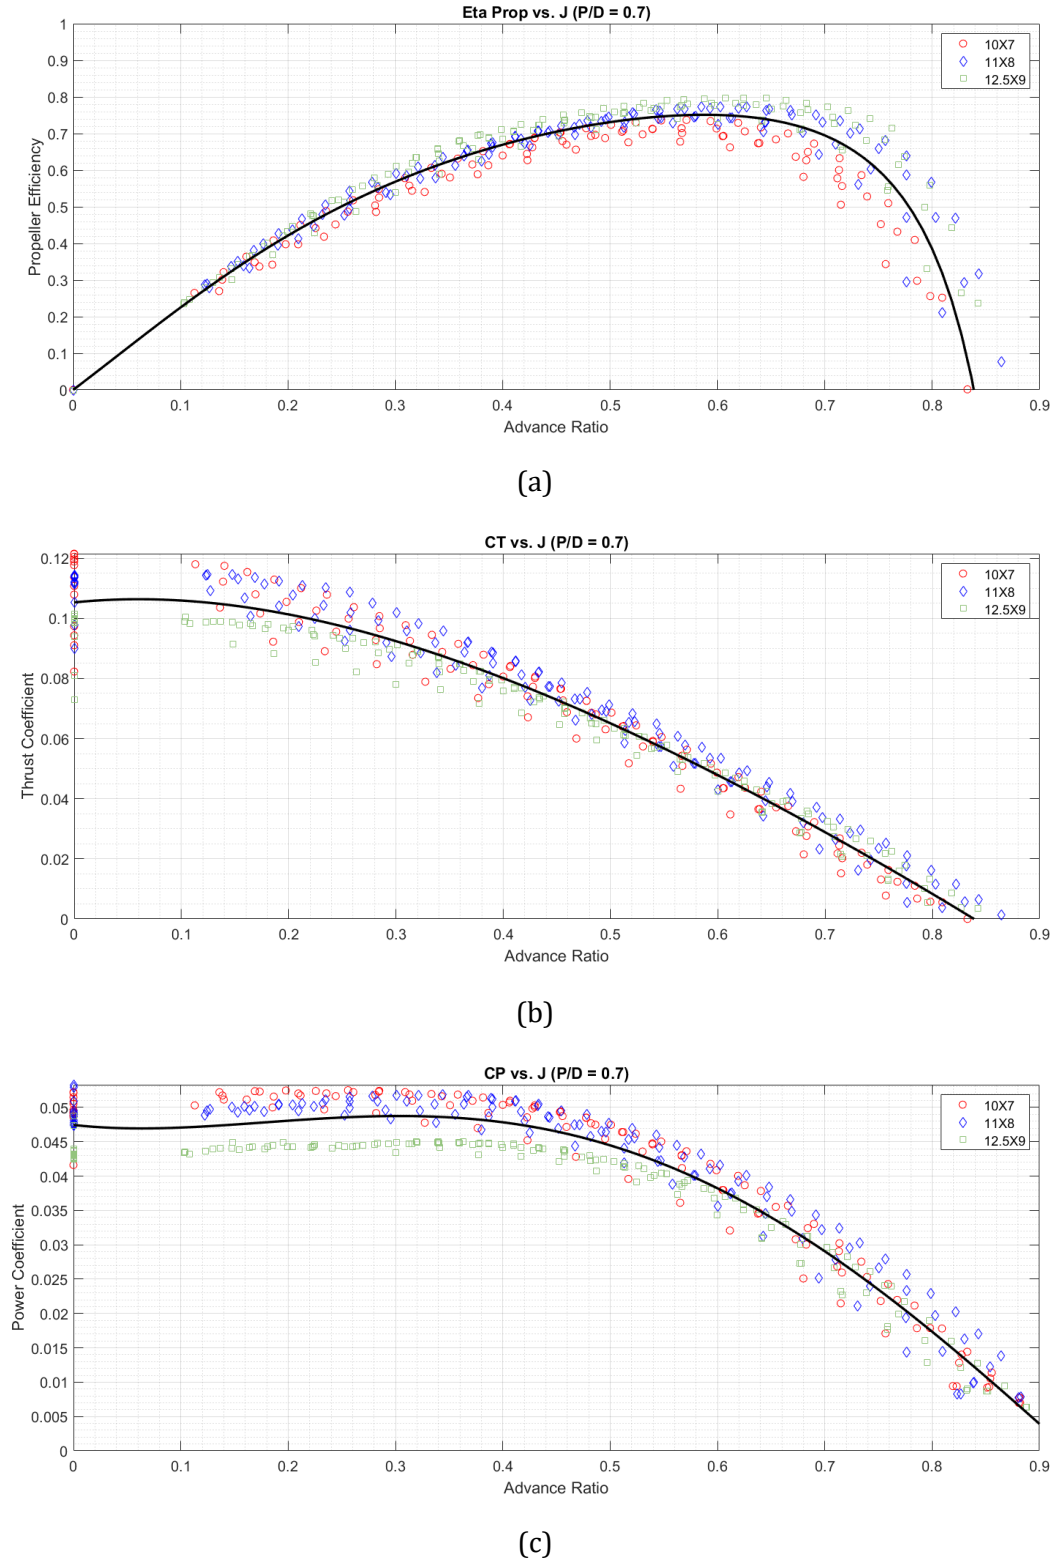 Eta Prop vs. J (P/D = 0.7)
1
0.9
0.8
0.7
0.6
0.5
0.4
0.3
0.2
0.1
0
Propeller Efficiency
10X7
11X8
12.5X9
0 0.1 0.2 0.3 0.4 0.5 0.6 0.7 0.8 0.9
Advance Ratio
(a)
CT vs. J (P/D = 0.7)
0.12
0.1
0.08
0.06
0.04
0.02
0
Thrust Coefficient
10X7
11X8
12.5X9
0 0.1 0.2 0.3 0.4 0.5 0.6 0.7 0.8 0.9
Advance Ratio
(b)
CP vs. J (P/D = 0.7)
0.05
0.045
0.04
0.035
0.03
0.025
0.02
0.015
0.01
0.005
0
Power Coefficient
10X7
11X8
12.5X9
0 0.1 0.2 0.3 0.4 0.5 0.6 0.7 0.8 0.9
Advance Ratio
(c)